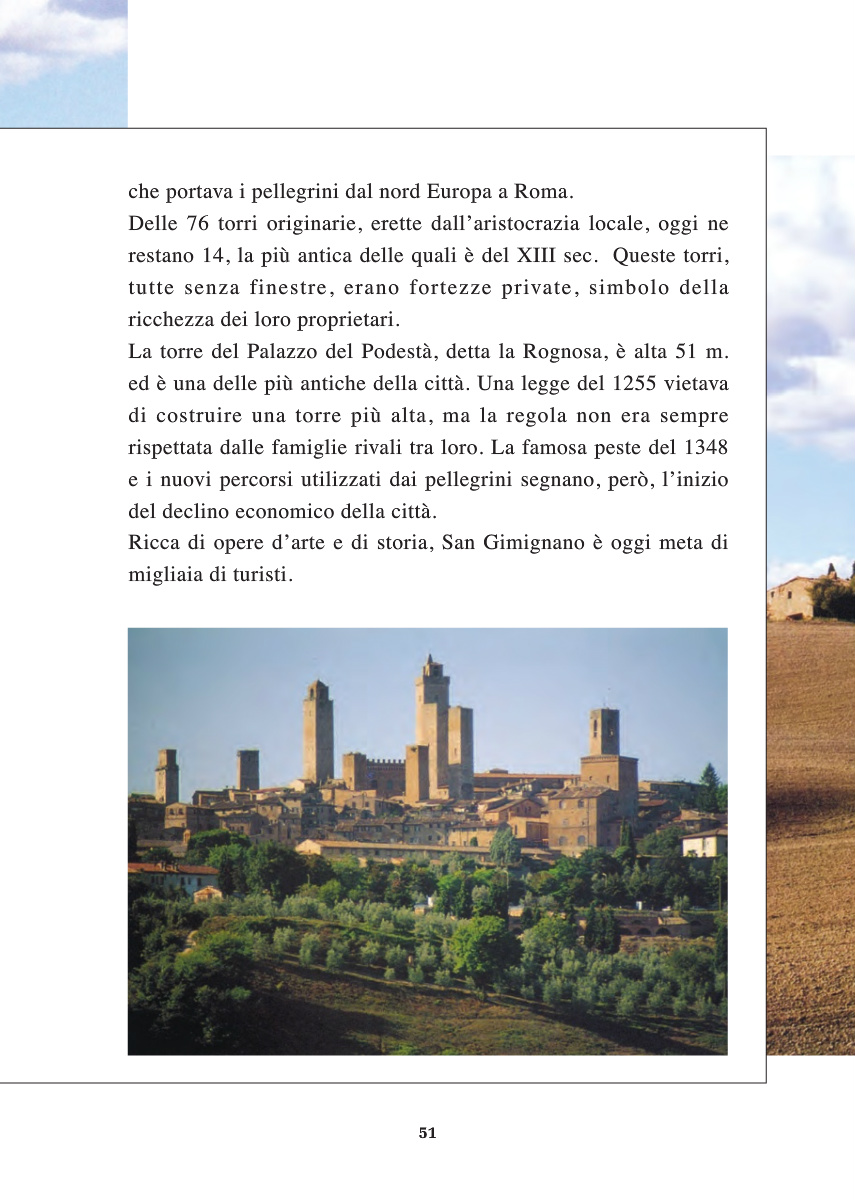 che portava i pellegrini dal nord Europa a Roma.
Delle 76 torri originarie, erette dall’aristocrazia locale, oggi ne
restano 14, la più antica delle quali è del XIII sec.  Queste torri,
tutte senza finestre, erano fortezze private, simbolo della
ricchezza dei loro proprietari.
La torre del Palazzo del Podestà, detta la Rognosa, è alta 51 m.
ed è una delle più antiche della città. Una legge del 1255 vietava
di costruire una torre più alta, ma la regola non era sempre
rispettata dalle famiglie rivali tra loro. La famosa peste del 1348
e i nuovi percorsi utilizzati dai pellegrini segnano, però, l’inizio
del declino economico della città.
Ricca di opere d’arte e di storia, San Gimignano è oggi meta di
migliaia di turisti.
51